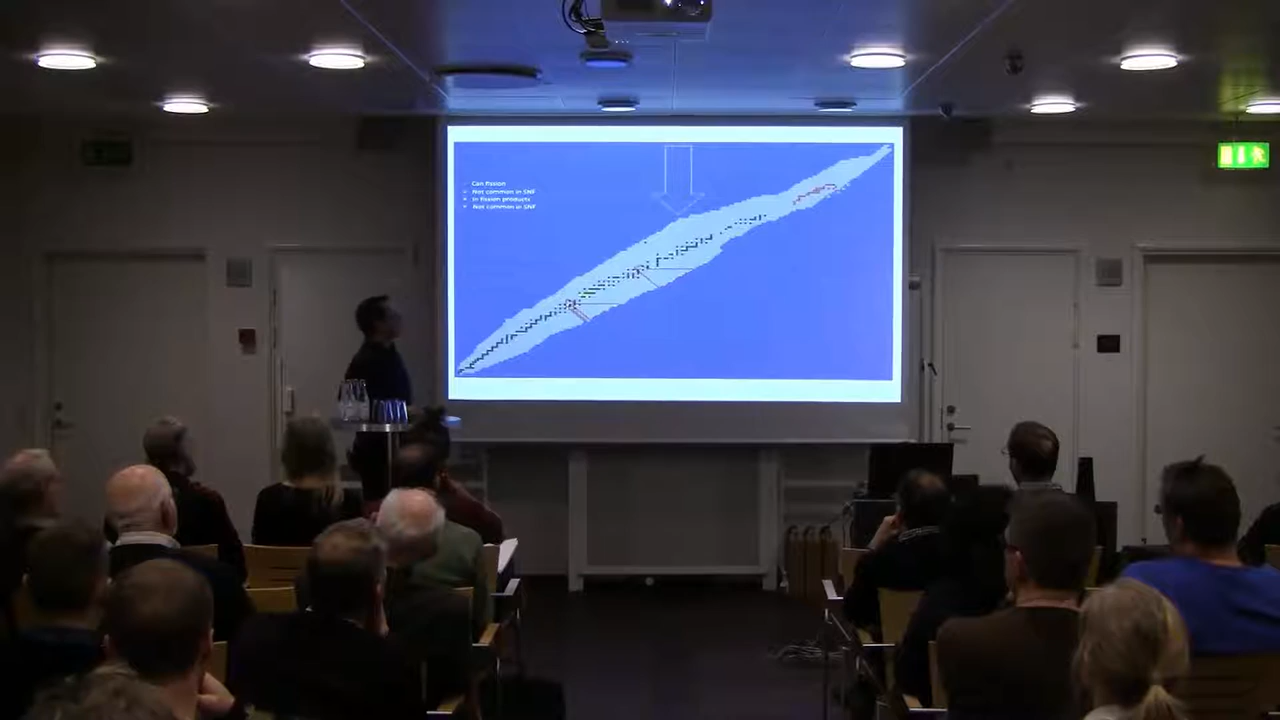 Can fission
Not common in SNF
In fission products
Not common in SNF